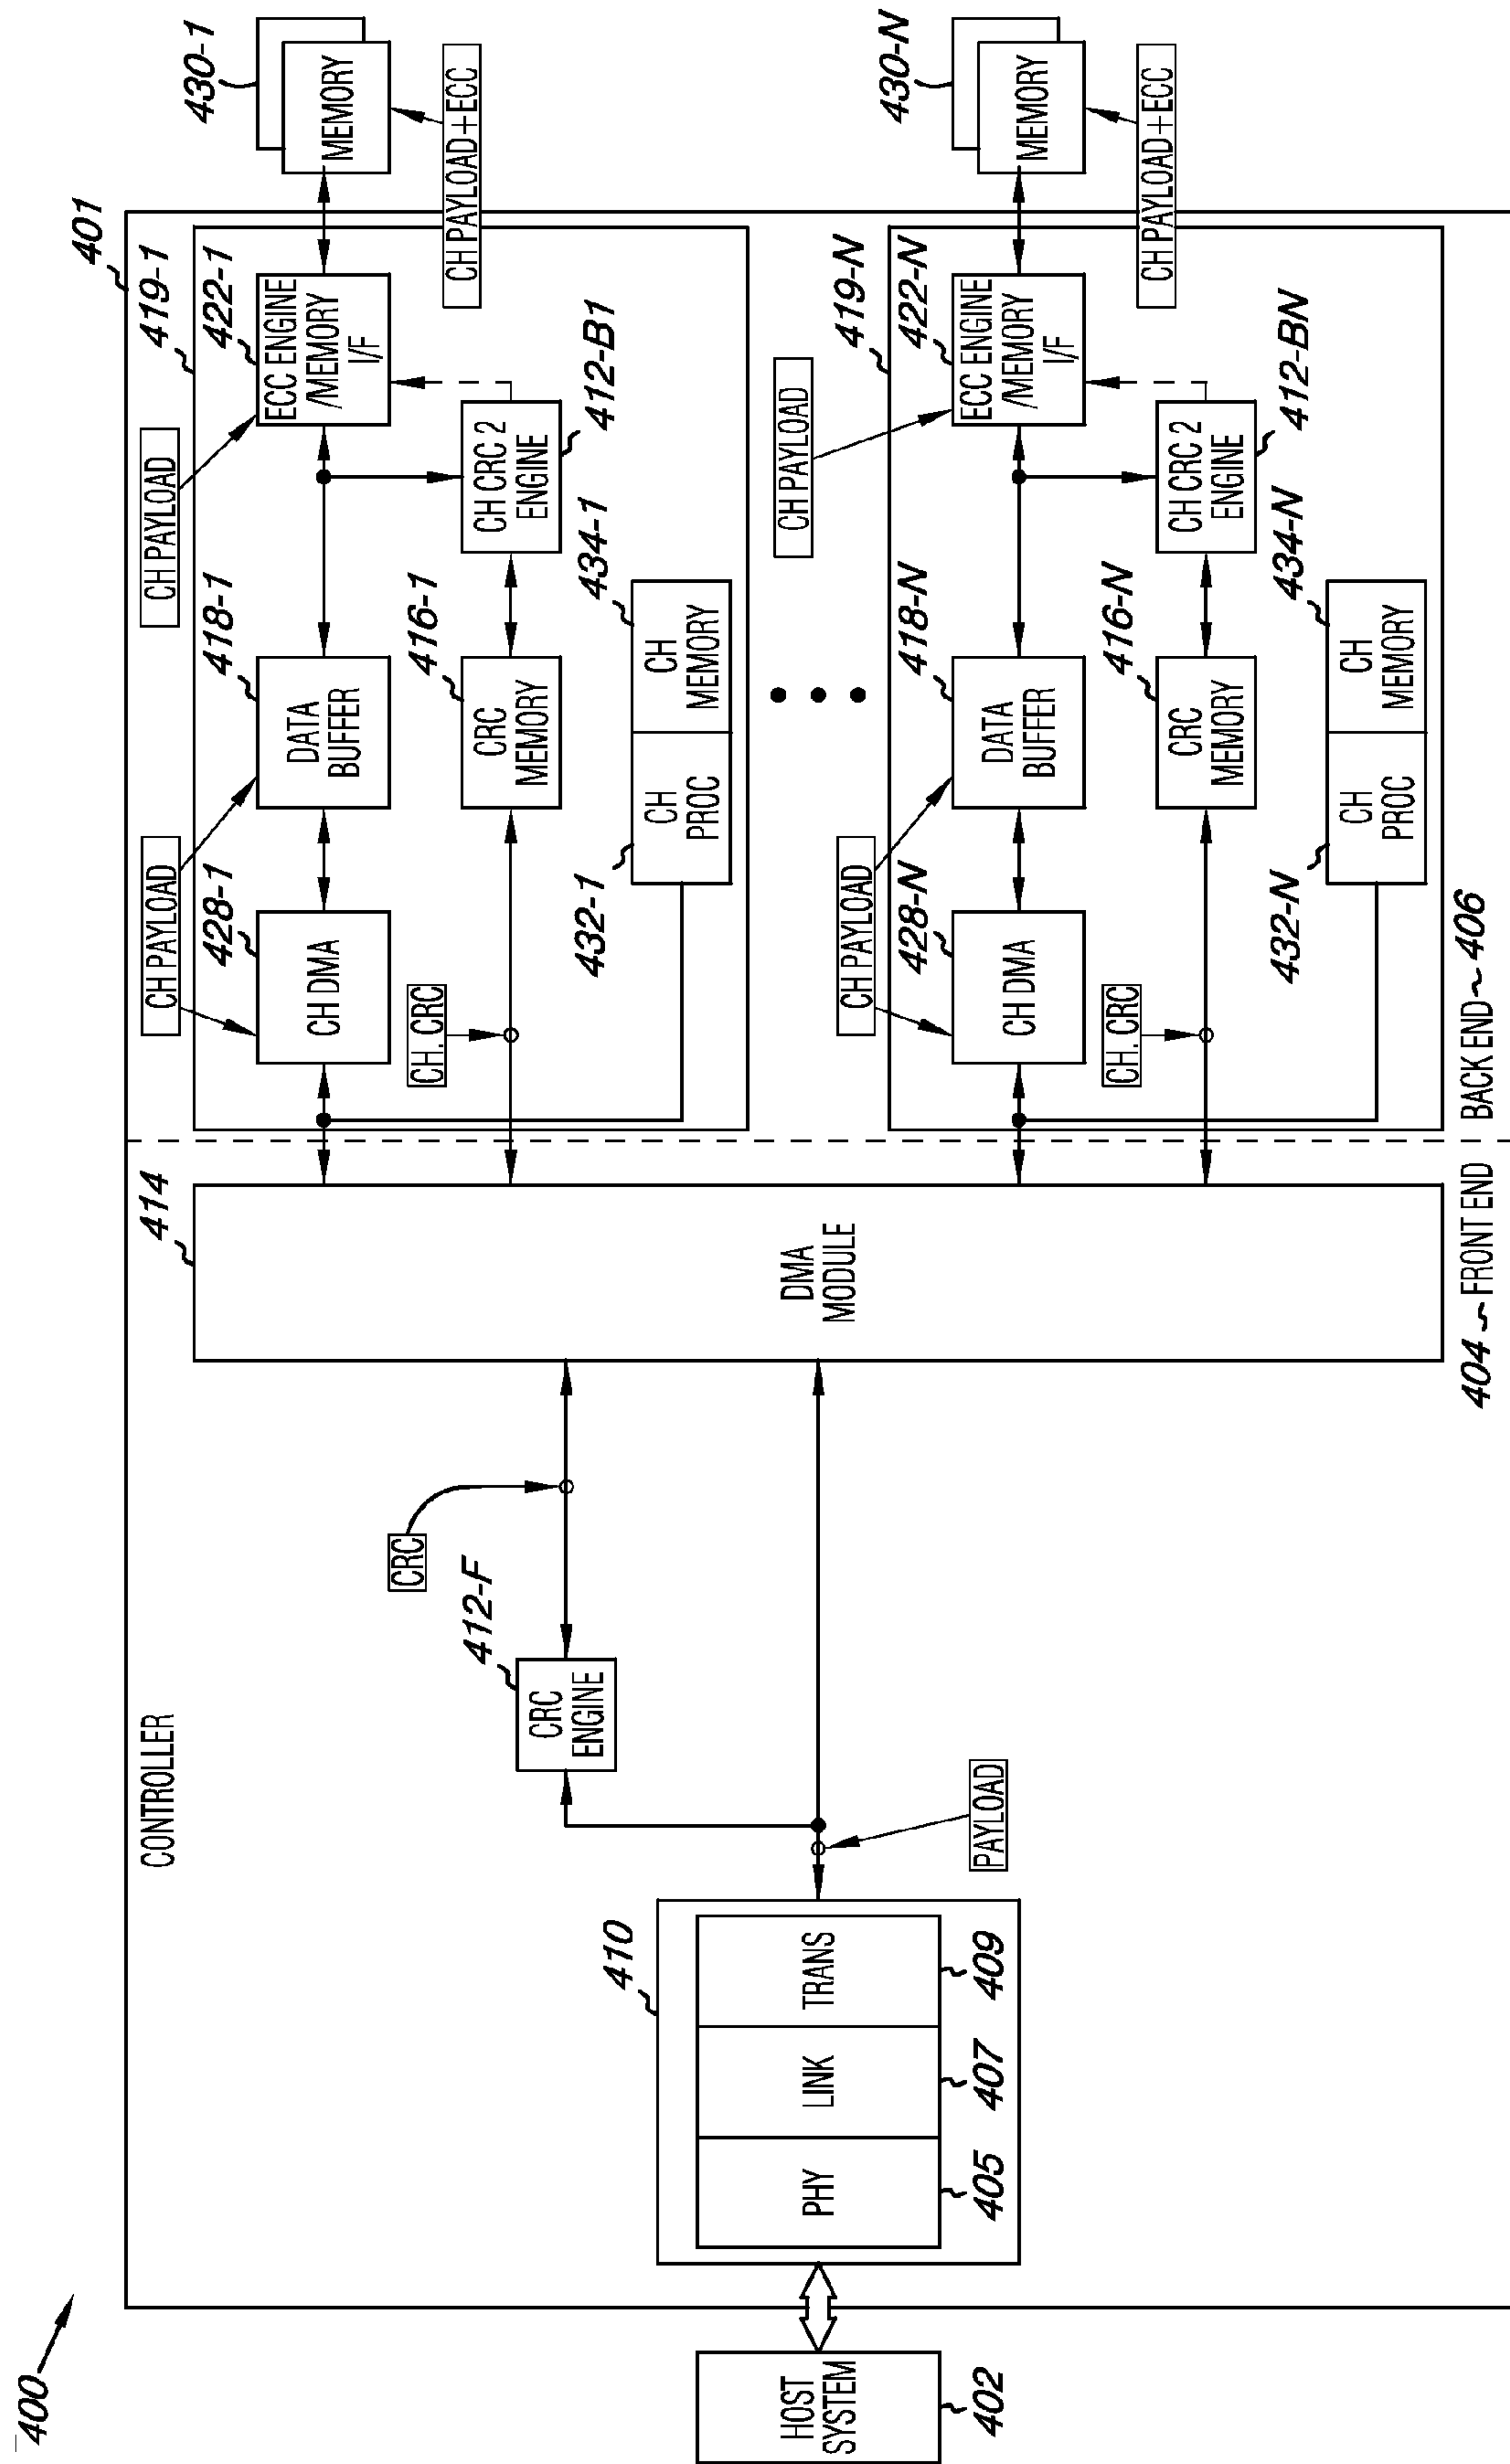 400
HOST
SYSTEM
402
CONTROLLER
401
410
PHY
LINK
TRANS
405
407
409
PAYLOAD
412-F
CRC
ENGINE
CRC
414
DMA
MODULE
404 FRONT END
BACK END 406
419-1
CH PAYLOAD
CH PAYLOAD
428-1
CH DMA
418-1
DATA
BUFFER
422-1
ECC ENGINE
/MEMORY
I/F
CH. CRC
416-1
CRC
MEMORY
CH CRC 2
ENGINE
412-B1
432-1
CH
PROC
CH
MEMORY
434-1
430-1
MEMORY
CH PAYLOAD+ECC
419-N
CH PAYLOAD
CH PAYLOAD
428-N
CH DMA
418-N
DATA
BUFFER
422-N
ECC ENGINE
/MEMORY
I/F
CH. CRC
416-N
CRC
MEMORY
CH CRC 2
ENGINE
412-BN
432-N
CH
PROC
CH
MEMORY
434-N
430-N
MEMORY
CH PAYLOAD+ECC